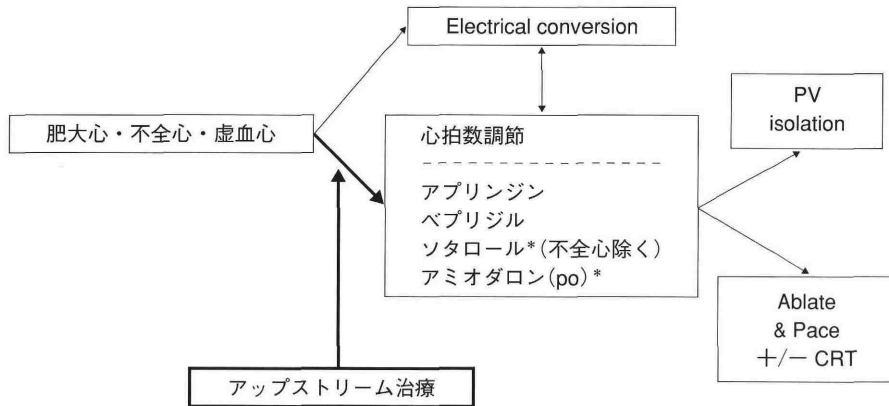 Electrical conversion
肥大心・不全心・虚血心
心拍数調節
アプリンジン
ベプリジル
ソタロール*(不全心除く)
アミオダロン(po)*
PV
isolation
Ablate
& Pace
+/− CRT
アップストリーム治療